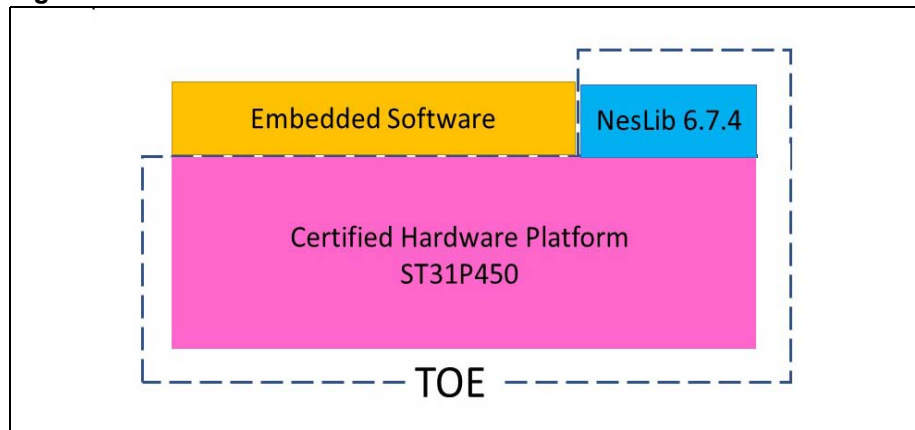 Embedded Software
NesLib 6.7.4
Certified Hardware Platform
ST31P450
TOE